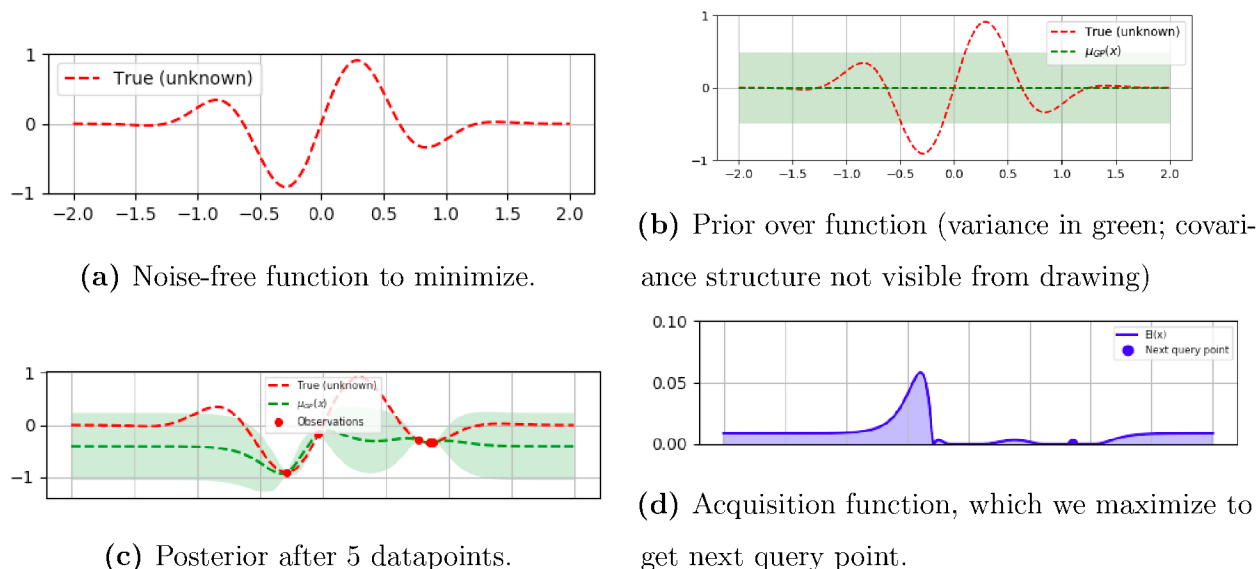 1
0
−1
True (unknown)
−2.0 −1.5 −1.0 −0.5 0.0 0.5 1.0 1.5 2.0
(a) Noise-free function to minimize.
1
0
−1
True (unknown)
μGP(x)
−2.0 −1.5 −1.0 −0.5 0.0 0.5 1.0 1.5 2.0
(b) Prior over function (variance in green; covari-
ance structure not visible from drawing)
1
0
−1
True (unknown)
μGP(x)
Observations
(c) Posterior after 5 datapoints.
0.10
0.05
0.00
EI(x)
Next query point
(d) Acquisition function, which we maximize to
get next query point.